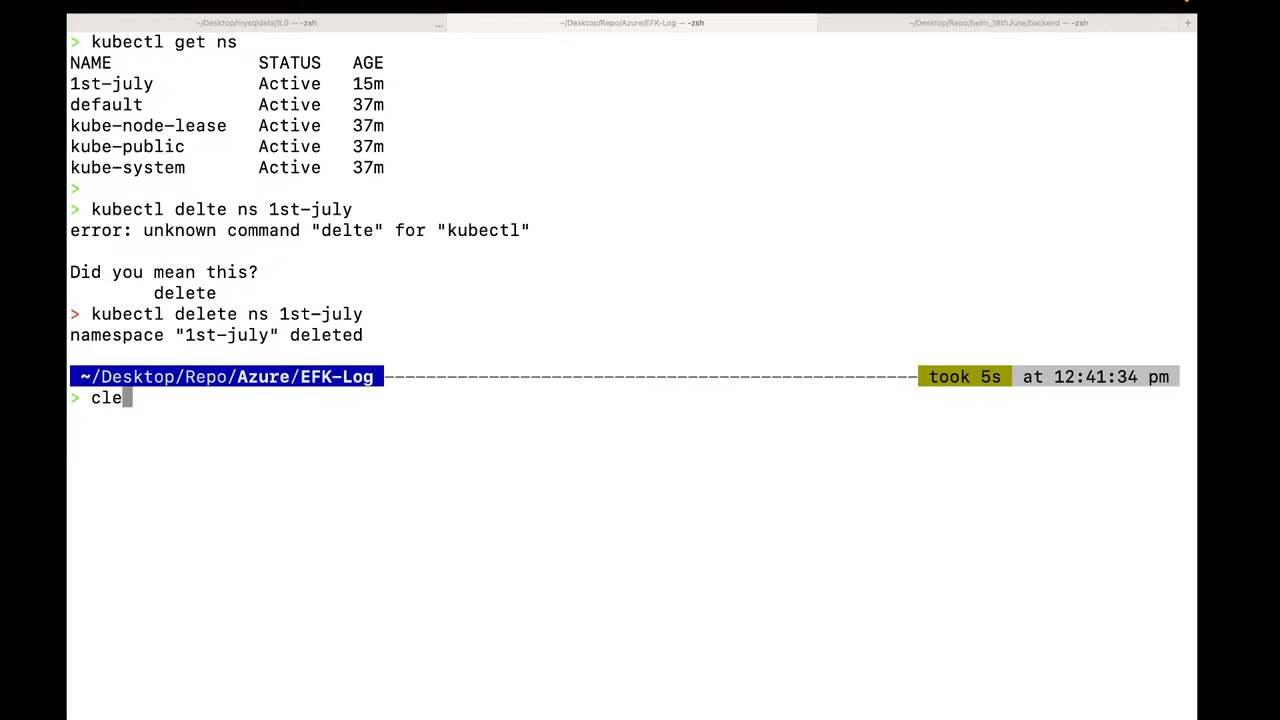 ~/Desktop/mysqldata/8.0 — -zsh ... ~/Desktop/Repo/Azure/EFK-Log — -zsh ~/Desktop/Repo/helm_18thJune/backend — -zsh +
> kubectl get ns
NAME STATUS AGE
1st-july Active 15m
default Active 37m
kube-node-lease Active 37m
kube-public Active 37m
kube-system Active 37m
>
> kubectl delte ns 1st-july
error: unknown command "delte" for "kubectl"
Did you mean this?
delete
> kubectl delete ns 1st-july
namespace "1st-july" deleted
~/Desktop/Repo/Azure/EFK-Log took 5s at 12:41:34 pm
> cle